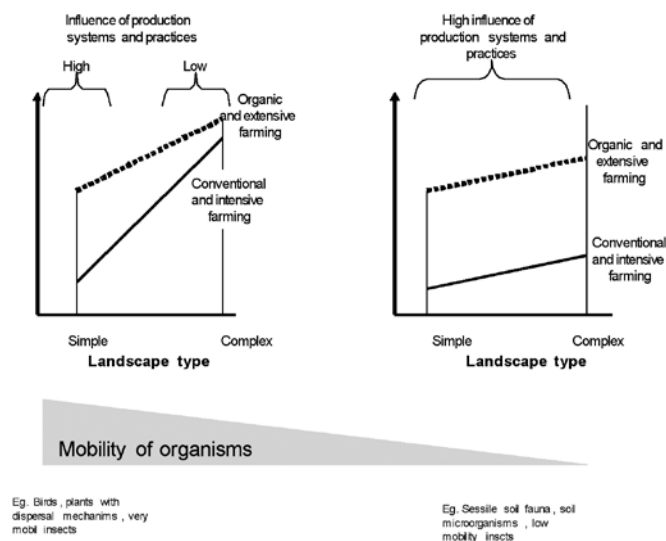 Influence of production
systems and practices
High
Low
Organic
and extensive
farming
Conventional
and intensive
farming
Simple
Complex
Landscape type
High influence of
production systems and
practices
Organic and
extensive
farming
Conventional
and intensive
farming
Simple
Complex
Landscape type
Mobility of organisms
Eg. Birds , plants with
dispersal mechanims , very
mobil insects
Eg. Sessile soil fauna , soil
microorganisms , low
mobility inscts